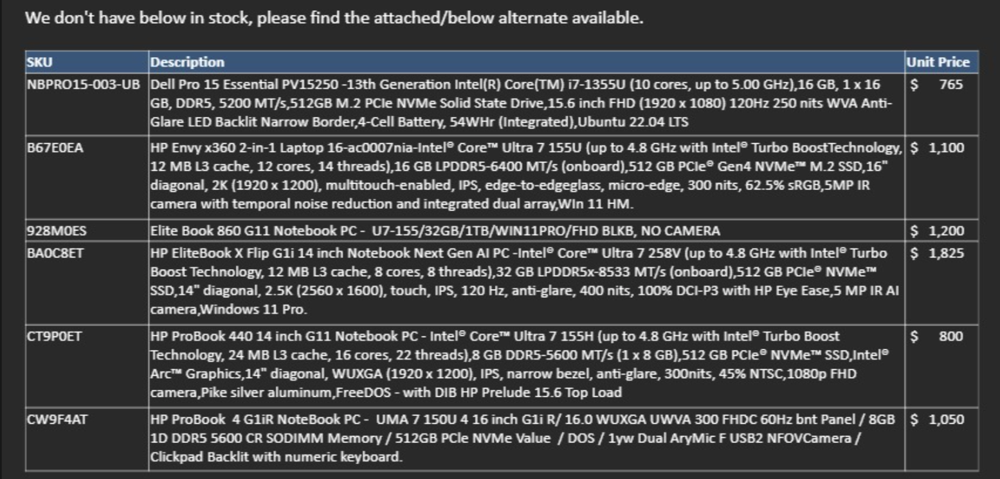 We don't have below in stock, please find the attached/below alternate available.
SKU Description Unit Price
NBPRO15-003-UB Dell Pro 15 Essential PV15250 -13th Generation Intel(R) Core(TM) i7-1355U (10 cores, up to 5.00 GHz),16 GB, 1 x 16 $ 765
GB, DDR5, 5200 MT/s,512GB M.2 PCIe NVMe Solid State Drive,15.6 inch FHD (1920 x 1080) 120Hz 250 nits WVA Anti-
Glare LED Backlit Narrow Border,4-Cell Battery, 54WHr (Integrated),Ubuntu 22.04 LTS
B67E0EA HP Envy x360 2-in-1 Laptop 16-ac0007nia-Intel® Core™ Ultra 7 155U (up to 4.8 GHz with Intel® Turbo BoostTechnology, $ 1,100
12 MB L3 cache, 12 cores, 14 threads),16 GB LPDDR5-6400 MT/s (onboard),512 GB PCIe® Gen4 NVMe™ M.2 SSD,16"
diagonal, 2K (1920 x 1200), multitouch-enabled, IPS, edge-to-edgeglass, micro-edge, 300 nits, 62.5% sRGB,5MP IR
camera with temporal noise reduction and integrated dual array,WIn 11 HM.
928M0ES Elite Book 860 G11 Notebook PC - U7-155/32GB/1TB/WIN11PRO/FHD BLKB, NO CAMERA $ 1,200
BA0C8ET HP EliteBook X Flip G1i 14 inch Notebook Next Gen AI PC -Intel® Core™ Ultra 7 258V (up to 4.8 GHz with Intel® Turbo $ 1,825
Boost Technology, 12 MB L3 cache, 8 cores, 8 threads),32 GB LPDDR5x-8533 MT/s (onboard),512 GB PCIe® NVMe™
SSD,14" diagonal, 2.5K (2560 x 1600), touch, IPS, 120 Hz, anti-glare, 400 nits, 100% DCI-P3 with HP Eye Ease,5 MP IR AI
camera,Windows 11 Pro.
CT9P0ET HP ProBook 440 14 inch G11 Notebook PC - Intel® Core™ Ultra 7 155H (up to 4.8 GHz with Intel® Turbo Boost $ 800
Technology, 24 MB L3 cache, 16 cores, 22 threads),8 GB DDR5-5600 MT/s (1 x 8 GB),512 GB PCIe® NVMe™ SSD,Intel®
Arc™ Graphics,14" diagonal, WUXGA (1920 x 1200), IPS, narrow bezel, anti-glare, 300nits, 45% NTSC,1080p FHD
camera,Pike silver aluminum,FreeDOS - with DIB HP Prelude 15.6 Top Load
CW9F4AT HP ProBook 4 G1iR NoteBook PC - UMA 7 150U 4 16 inch G1i R/ 16.0 WUXGA UWVA 300 FHDC 60Hz bnt Panel / 8GB $ 1,050
1D DDR5 5600 CR SODIMM Memory / 512GB PCIe NVMe Value / DOS / 1yw Dual AryMic F USB2 NFOVCamera /
Clickpad Backlit with numeric keyboard.